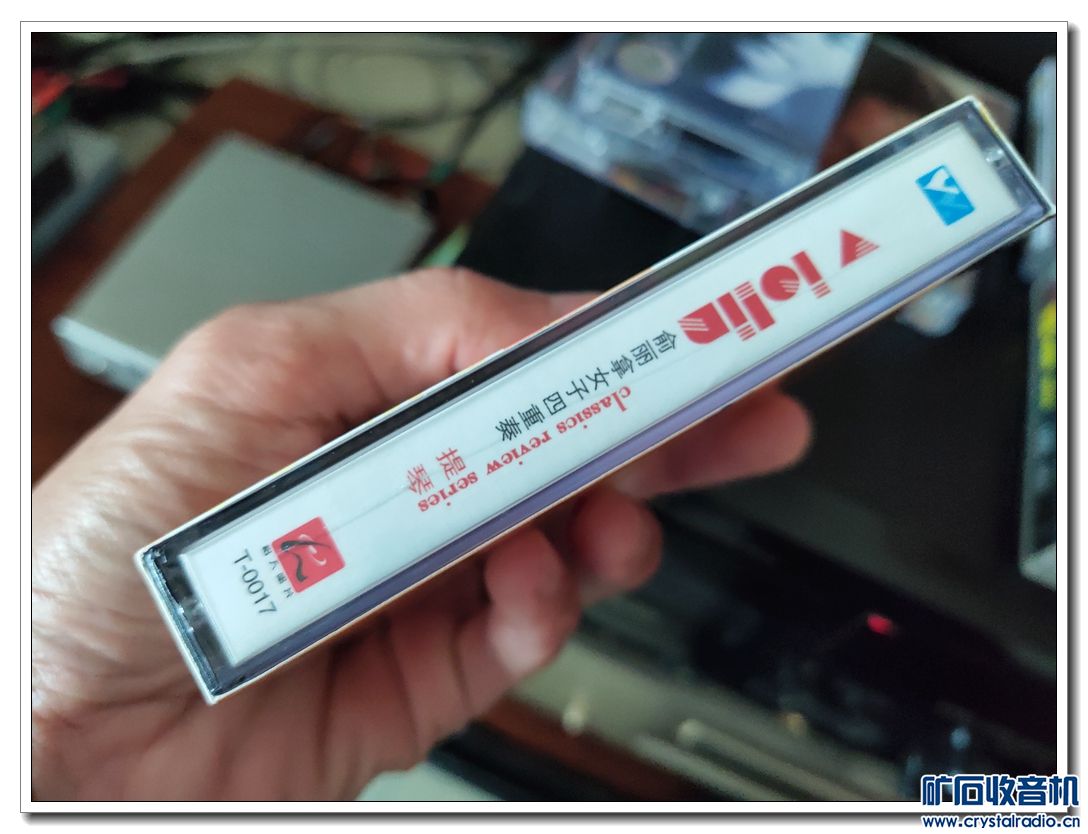 Violin
俞丽拿女子四重奏
classics review series
提琴
T-0017
矿石收音机
www.crystalradio.cn